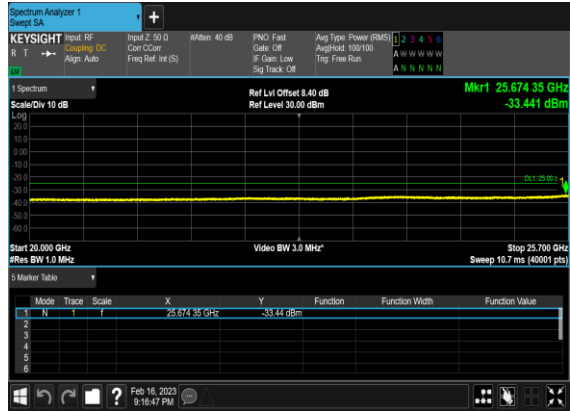 Spectrum Analyzer 1
Swept SA
KEYSIGHT Input: RF Input Z: 50 Ω #Atten: 40 dB PNO: Fast Avg Type: Power (RMS) 1 2 3 4 5 6
R T Coupling: DC Corr CCorr Gate: Off Avg|Hold: 100/100 A W W W W W
Align: Auto Freq Ref: Int (S) IF Gain: Low Trig: Free Run
Sig Track: Off A N N N N N
1 Spectrum Ref Lvl Offset 8.40 dB Mkr1 25.674 35 GHz
Scale/Div 10 dB Ref Level 30.00 dBm -33.441 dBm
Log
20.0
10.0
0.00
-10.0
-20.0
1
-30.0
-40.0
-50.0
-60.0
Start 20.000 GHz Video BW 3.0 MHz* Stop 25.700 GHz
#Res BW 1.0 MHz Sweep 10.7 ms (40001 pts)
5 Marker Table
Mode Trace Scale X Y Function Function Width Function Value
1 N 1 f 25.674 35 GHz -33.44 dBm
2
3
4
5
6
? Feb 16, 2023
9:16:47 PM